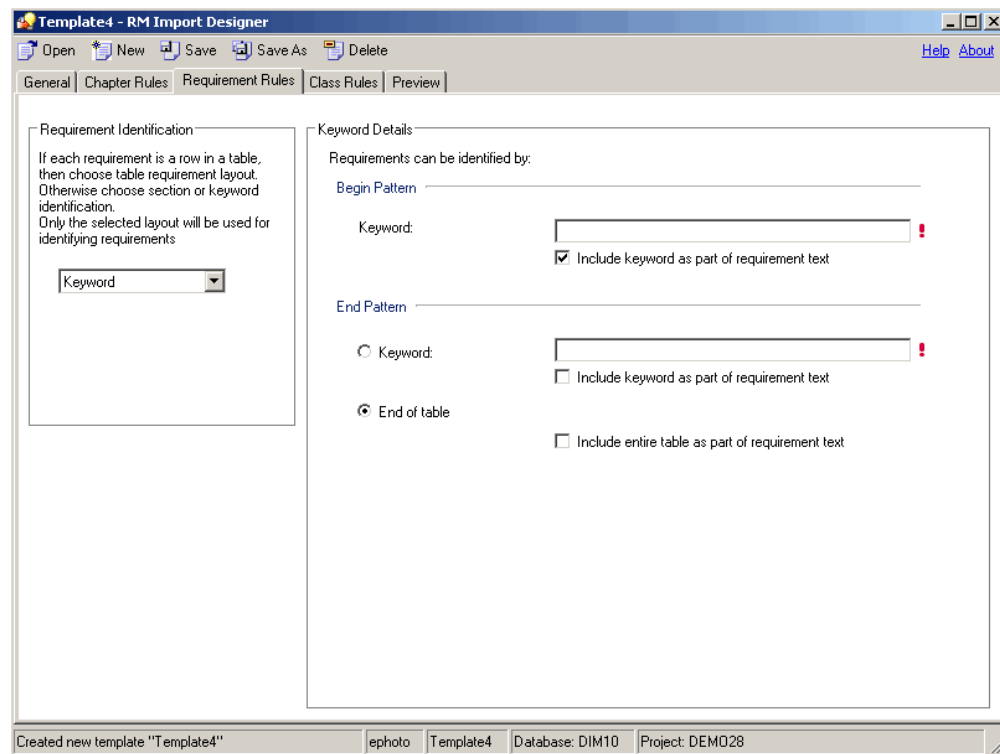 Template4 - RM Import Designer
Open New Save Save As Delete Help About
General Chapter Rules Requirement Rules Class Rules Preview
Requirement Identification
If each requirement is a row in a table,
then choose table requirement layout.
Otherwise choose section or keyword
identification.
Only the selected layout will be used for
identifying requirements
Keyword
Keyword Details
Requirements can be identified by:
Begin Pattern
Keyword:
Include keyword as part of requirement text
End Pattern
Keyword:
Include keyword as part of requirement text
End of table
Include entire table as part of requirement text
Created new template "Template4" ephoto Template4 Database: DIM10 Project: DEMO28